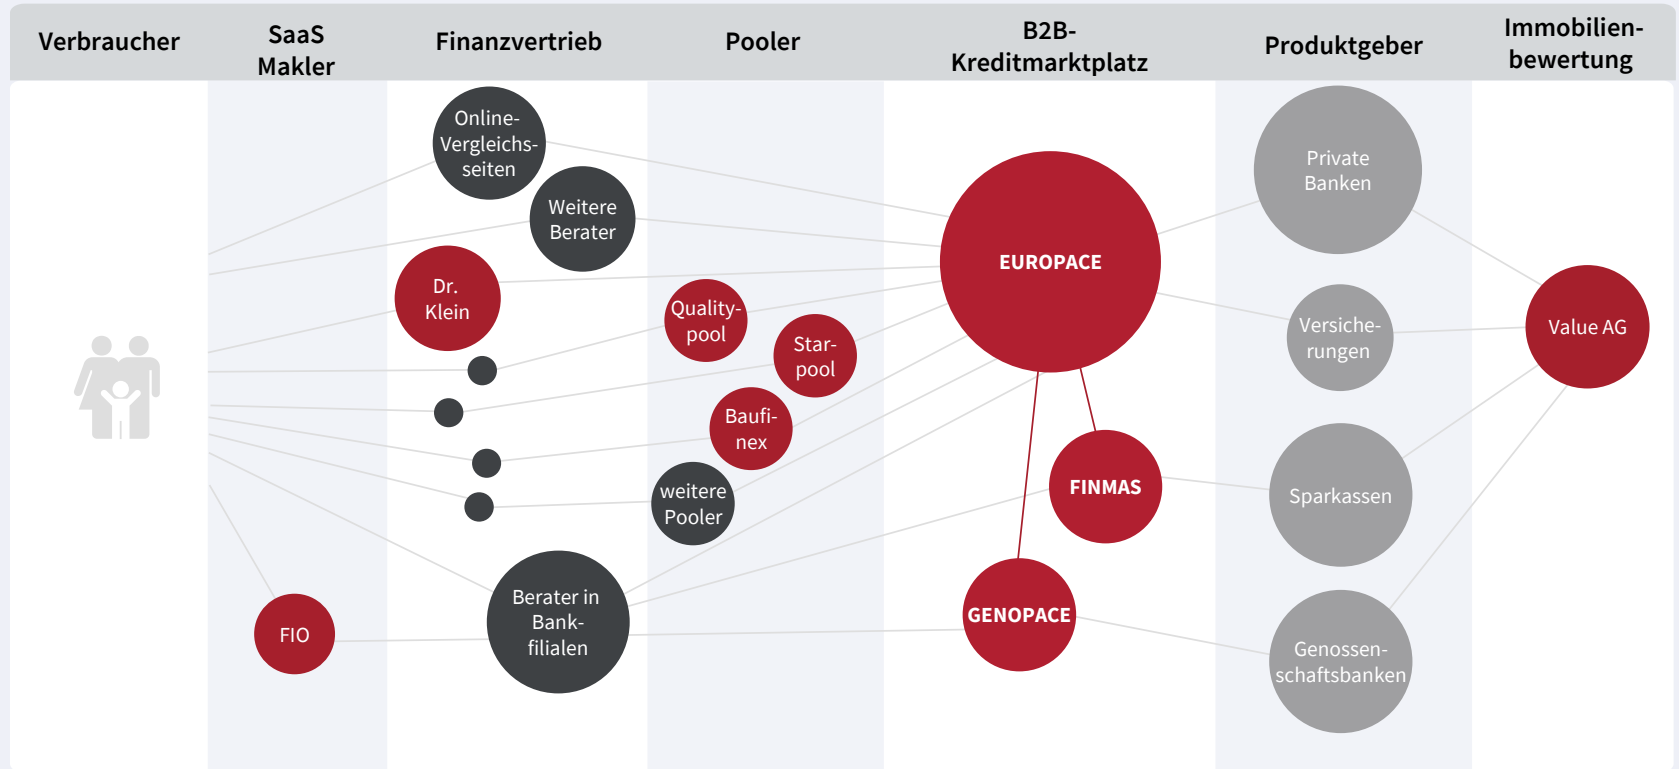 Verbraucher
SaaS
Makler
Finanzvertrieb
Pooler
B2B-
Kreditmarktplatz
Produktgeber
Immobilien-
bewertung
Online-
Vergleichs-
seiten
Weitere
Berater
Dr.
Klein
Berater in
Bank-
filialen
FIO
Quality-
pool
Star-
pool
Baufi-
nex
weitere
Pooler
EUROPACE
FINMAS
GENOPACE
Private
Banken
Versiche-
rungen
Sparkassen
Genossen-
schaftsbanken
Value AG